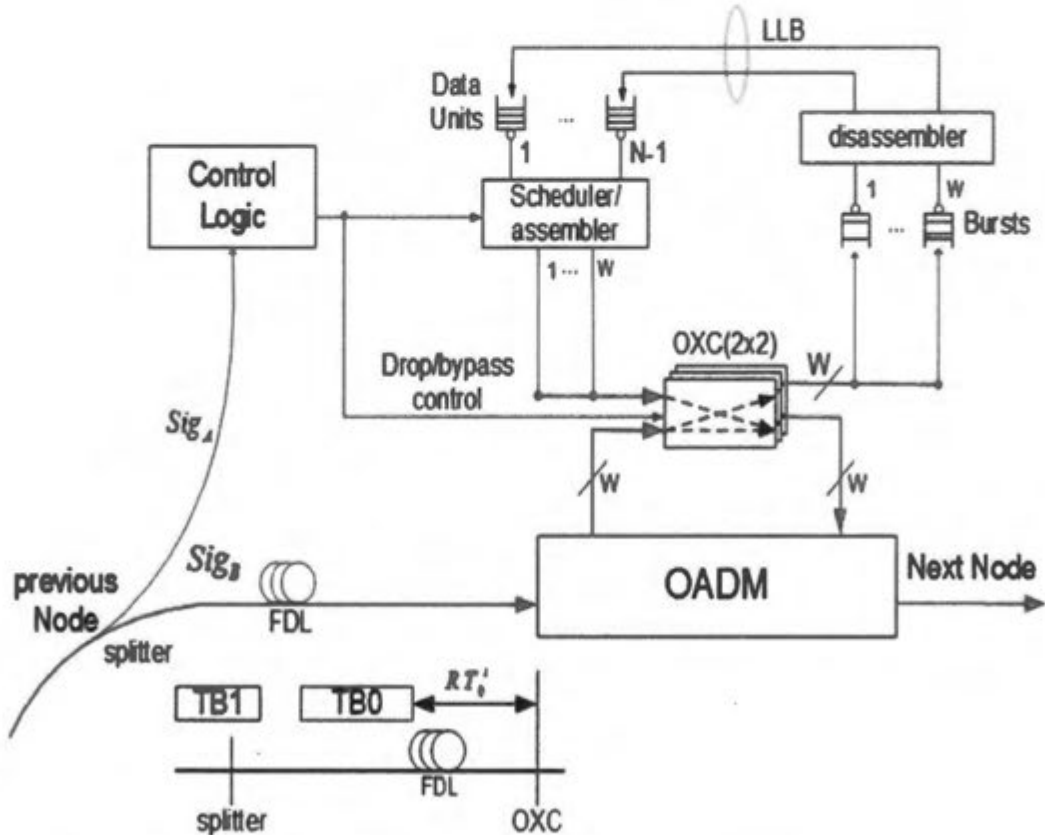 LLB
Data
Units
...
1
N-1
disassembler
Control
Logic
Scheduler/
assembler
1
W
...
Bursts
1 ... W
OXC(2x2)
W
Drop/bypass
control
Sig_A
W
W
Sig_B
previous
Node
OADM
Next Node
FDL
splitter
RT_0^i
TB1
TB0
FDL
splitter
OXC